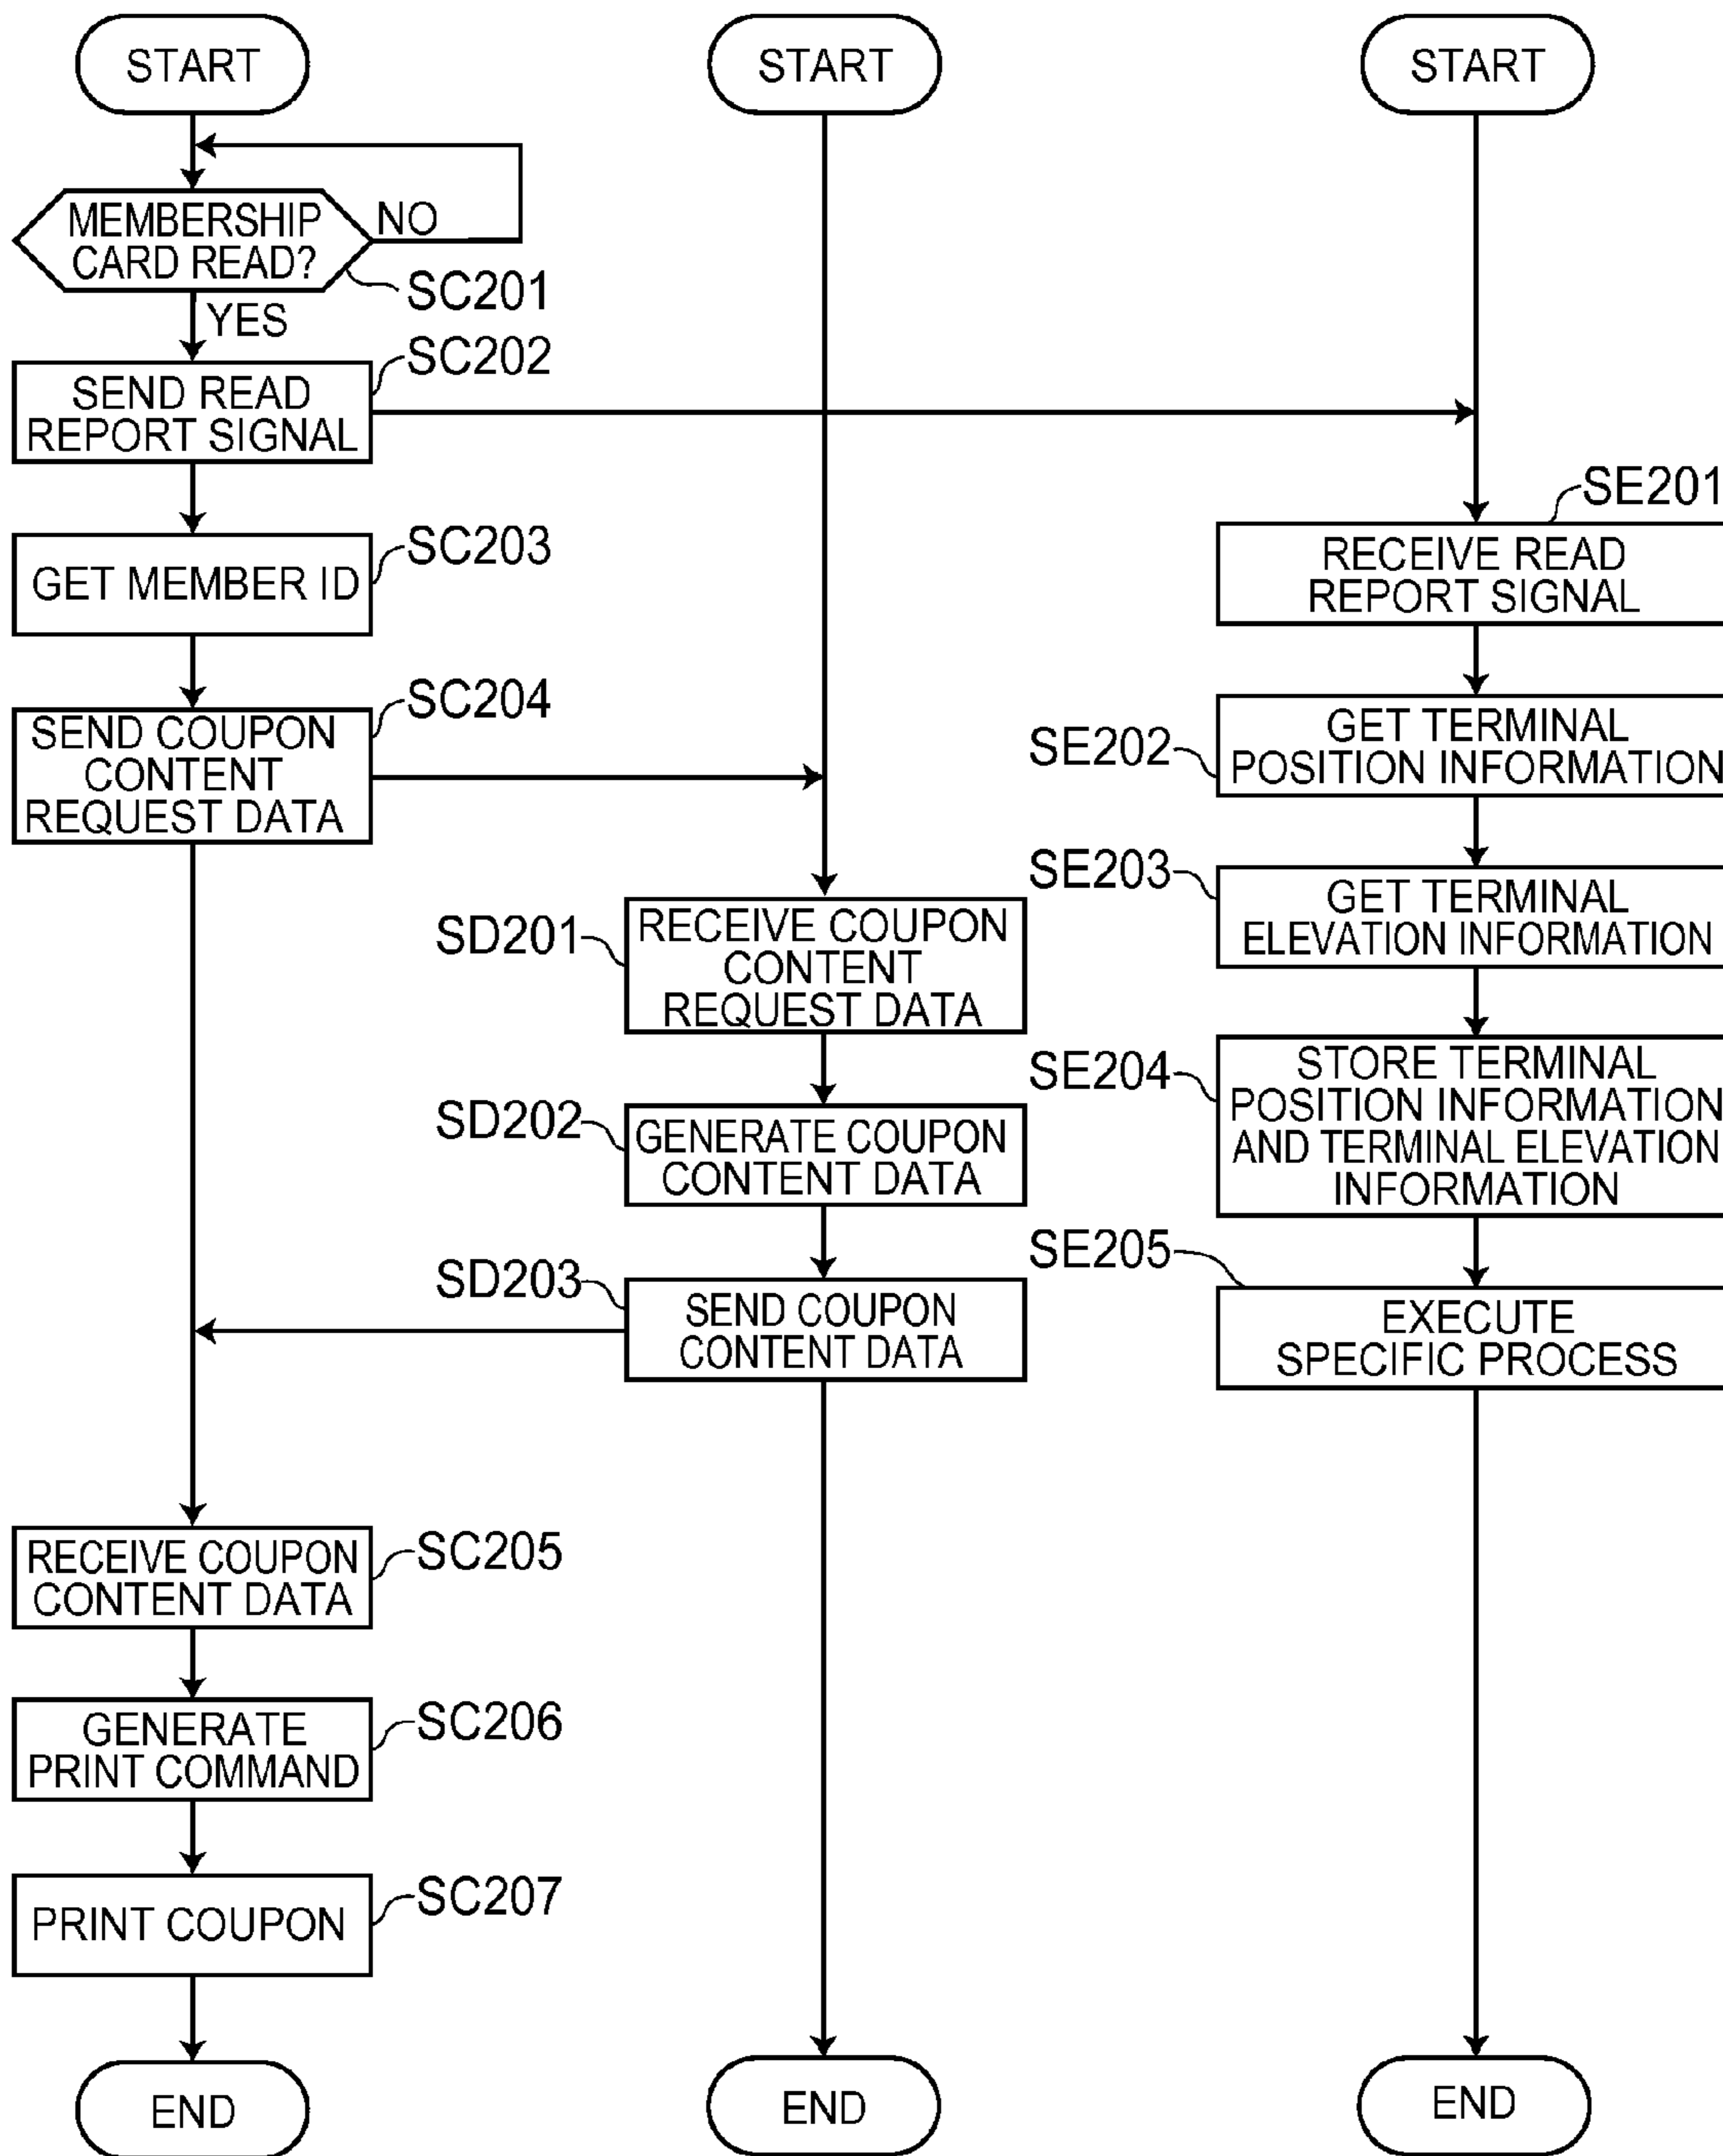 START
MEMBERSHIP
CARD READ?
NO
SC201
YES
SEND READ
REPORT SIGNAL
SC202
GET MEMBER ID
SC203
SEND COUPON
CONTENT
REQUEST DATA
SC204
RECEIVE COUPON
CONTENT DATA
SC205
GENERATE
PRINT COMMAND
SC206
PRINT COUPON
SC207
END
START
SD201
RECEIVE COUPON
CONTENT
REQUEST DATA
SD202
GENERATE COUPON
CONTENT DATA
SD203
SEND COUPON
CONTENT DATA
END
START
SE201
RECEIVE READ
REPORT SIGNAL
SE202
GET TERMINAL
POSITION INFORMATION
SE203
GET TERMINAL
ELEVATION INFORMATION
SE204
STORE TERMINAL
POSITION INFORMATION
AND TERMINAL ELEVATION
INFORMATION
SE205
EXECUTE
SPECIFIC PROCESS
END